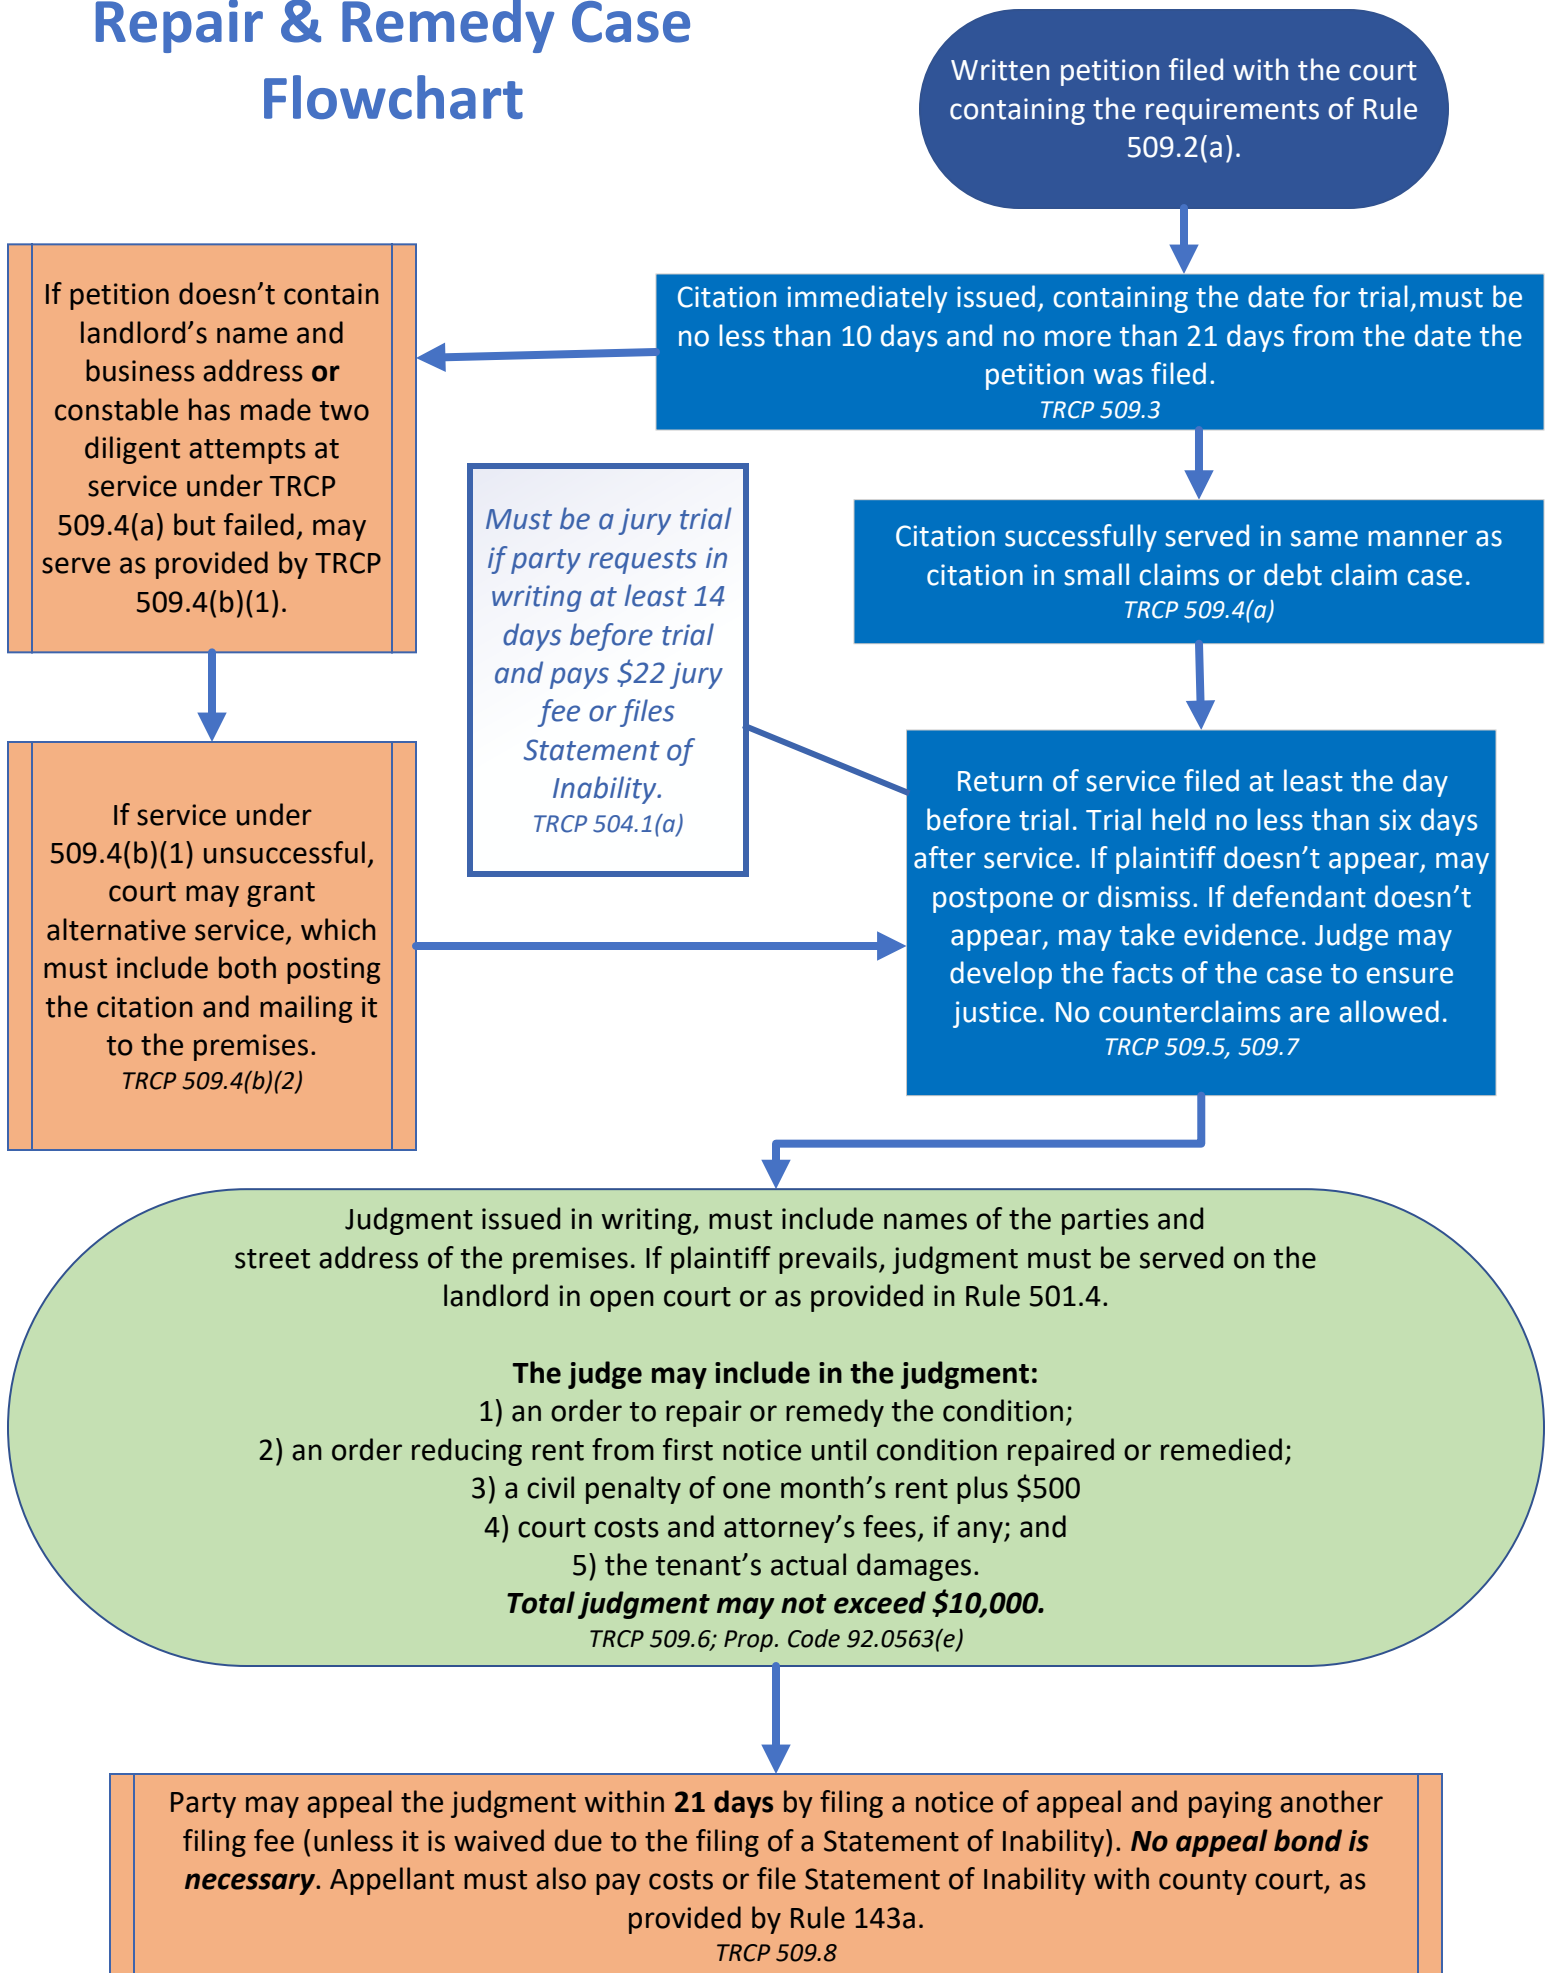 Repair & Remedy Case
Flowchart
Written petition filed with the court
containing the requirements of Rule
509.2(a).
Citation immediately issued, containing the date for trial,must be
no less than 10 days and no more than 21 days from the date the
petition was filed.
TRCP 509.3
If petition doesn’t contain
landlord’s name and
business address or
constable has made two
diligent attempts at
service under TRCP
509.4(a) but failed, may
serve as provided by TRCP
509.4(b)(1).
Must be a jury trial
if party requests in
writing at least 14
days before trial
and pays $22 jury
fee or files
Statement of
Inability.
TRCP 504.1(a)
Citation successfully served in same manner as
citation in small claims or debt claim case.
TRCP 509.4(a)
If service under
509.4(b)(1) unsuccessful,
court may grant
alternative service, which
must include both posting
the citation and mailing it
to the premises.
TRCP 509.4(b)(2)
Return of service filed at least the day
before trial. Trial held no less than six days
after service. If plaintiff doesn’t appear, may
postpone or dismiss. If defendant doesn’t
appear, may take evidence. Judge may
develop the facts of the case to ensure
justice. No counterclaims are allowed.
TRCP 509.5, 509.7
Judgment issued in writing, must include names of the parties and
street address of the premises. If plaintiff prevails, judgment must be served on the
landlord in open court or as provided in Rule 501.4.
The judge may include in the judgment:
1) an order to repair or remedy the condition;
2) an order reducing rent from first notice until condition repaired or remedied;
3) a civil penalty of one month’s rent plus $500
4) court costs and attorney’s fees, if any; and
5) the tenant’s actual damages.
Total judgment may not exceed $10,000.
TRCP 509.6; Prop. Code 92.0563(e)
Party may appeal the judgment within 21 days by filing a notice of appeal and paying another
filing fee (unless it is waived due to the filing of a Statement of Inability). No appeal bond is
necessary. Appellant must also pay costs or file Statement of Inability with county court, as
provided by Rule 143a.
TRCP 509.8